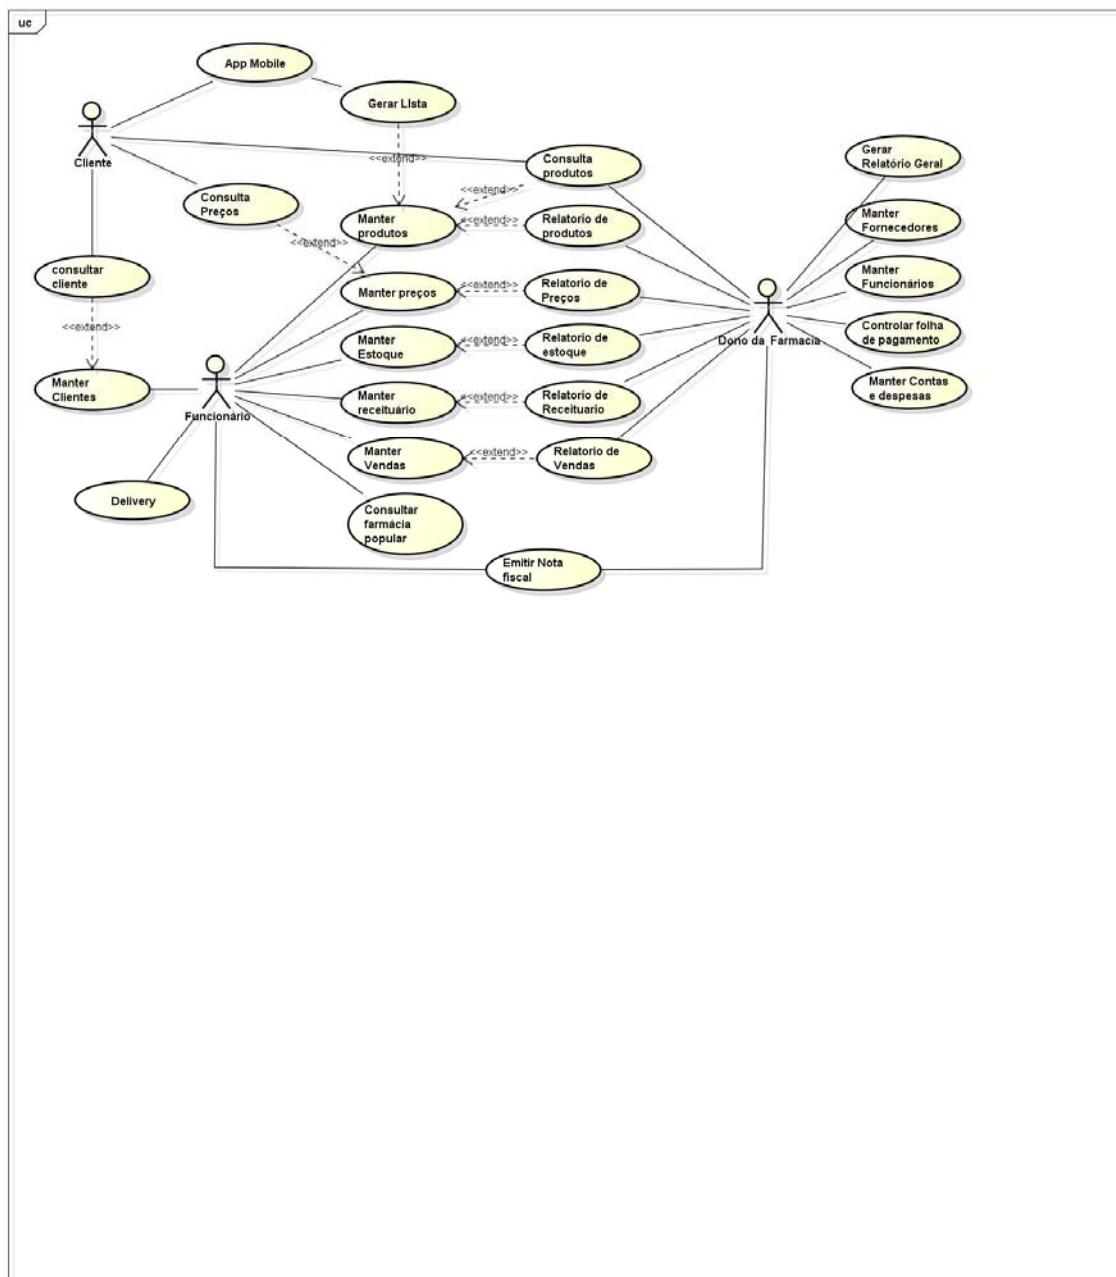 uc
App Mobile
Gerar LIsta
Cliente
<<extend>>
Consulta
produtos
Gerar
Relatório Geral
Consulta
Preços
<<extend>>
Manter
produtos
<<extend>>
Relatorio de
produtos
Manter
Fornecedores
<<extend>>
consultar
cliente
Manter preços
<<extend>>
Relatorio de
Preços
Manter
Funcionários
<<extend>>
Manter
Estoque
<<extend>>
Relatorio de
estoque
Dono da Farmacia
Controlar folha
de pagamento
Manter
Clientes
Funcionário
Manter
receituário
<<extend>>
Relatorio de
Receituario
Manter Contas
e despesas
Manter
Vendas
<<extend>>
Relatorio de
Vendas
Delivery
Consultar
farmácia
popular
Emitir Nota
fiscal